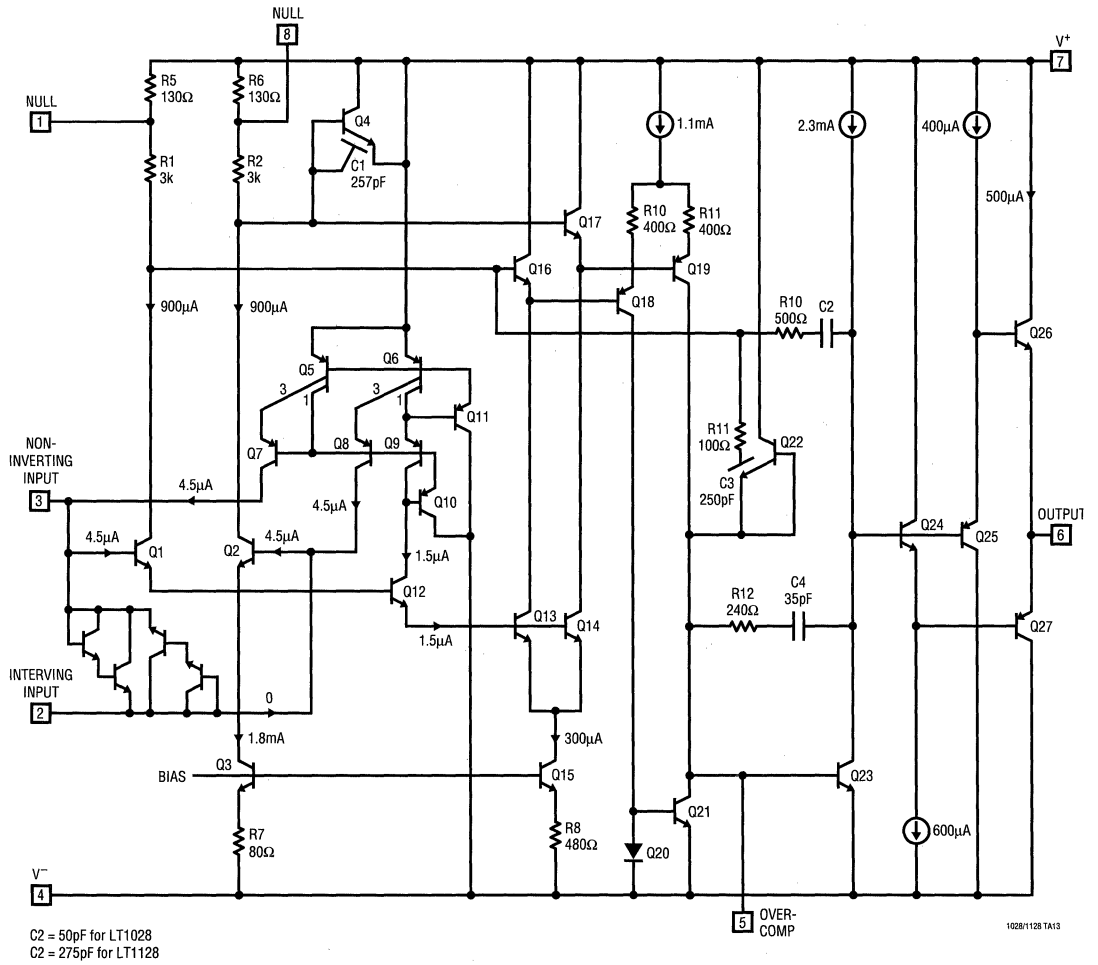 NULL
8
V+
7
R5
130Ω
R6
130Ω
NULL
1
Q4
1.1mA
2.3mA
400µA
R1
3k
R2
3k
C1
257pF
500µA
R10
400Ω
R11
400Ω
Q17
Q16
Q19
Q18
900µA
900µA
R10
500Ω
C2
Q26
Q5
Q6
3
1
3
1
Q11
R11
100Ω
Q22
NON-
INVERTING
INPUT
3
Q7
Q8
Q9
C3
250pF
4.5µA
4.5µA
Q10
Q24
OUTPUT
6
4.5µA
Q1
Q2
4.5µA
1.5µA
Q25
Q12
R12
240Ω
C4
35pF
Q13
Q14
1.5µA
Q27
INTERVING
INPUT
2
0
1.8mA
300µA
BIAS
Q3
Q15
Q23
Q21
R7
80Ω
R8
480Ω
Q20
600µA
V−
4
5
OVER-
COMP
1028/1128 TA13
C2 = 50pF for LT1028
C2 = 275pF for LT1128